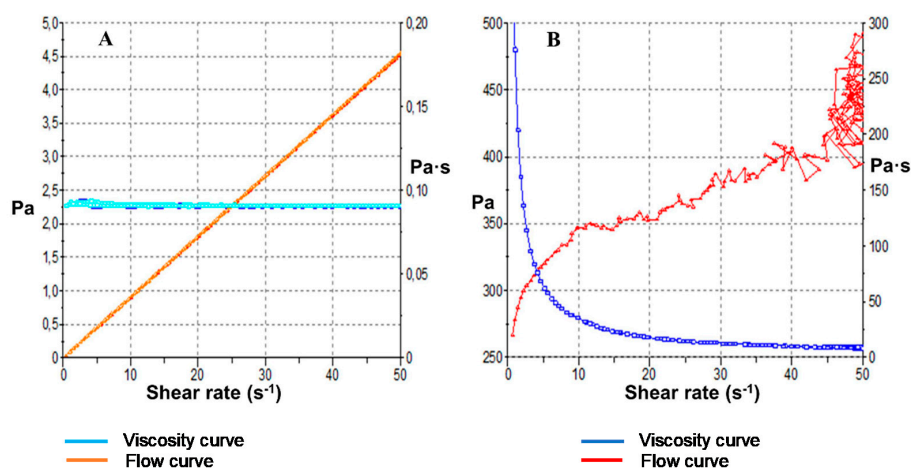 A
5,0
4,5
4,0
3,5
3,0
2,5
Pa
2,0
1,5
1,0
0,5
0
0,20
0,15
Pa·s
0,10
0,05
0
0 10 20 30 40 50
Shear rate (s-1)
Viscosity curve
Flow curve
B
500
450
400
Pa
350
300
250
300
250
200
Pa·s
150
100
50
0
0 10 20 30 40 50
Shear rate (s-1)
Viscosity curve
Flow curve